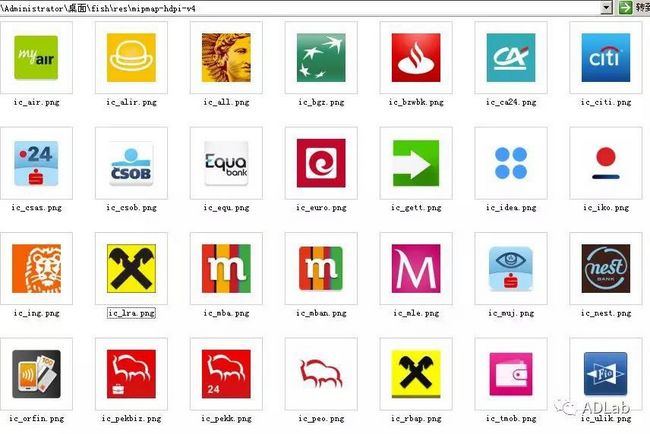 \Administrator\桌面\fish\res\mipmap-hdpi-v4
转到
my air
CA
citi
ic_air.png ic_alir.png ic_all.png ic_bgz.png ic_bzwbk.png ic_ca24.png ic_citi.png
24
ČSOB
Equa bank
ic_csas.png ic_csob.png ic_equ.png ic_euro.png ic_gett.png ic_idea.png ic_iko.png
m
m
M
nest
BANK
ic_ing.png ic_lra.png ic_mba.png ic_mban.png ic_mle.png ic_muj.png ic_nest.png
100
24
Fio
ic_orfin.png ic_pekbiz.png ic_pekk.png ic_peo.png ic_rbap.png ic_tmob.png ic_ulik.png
ADLab